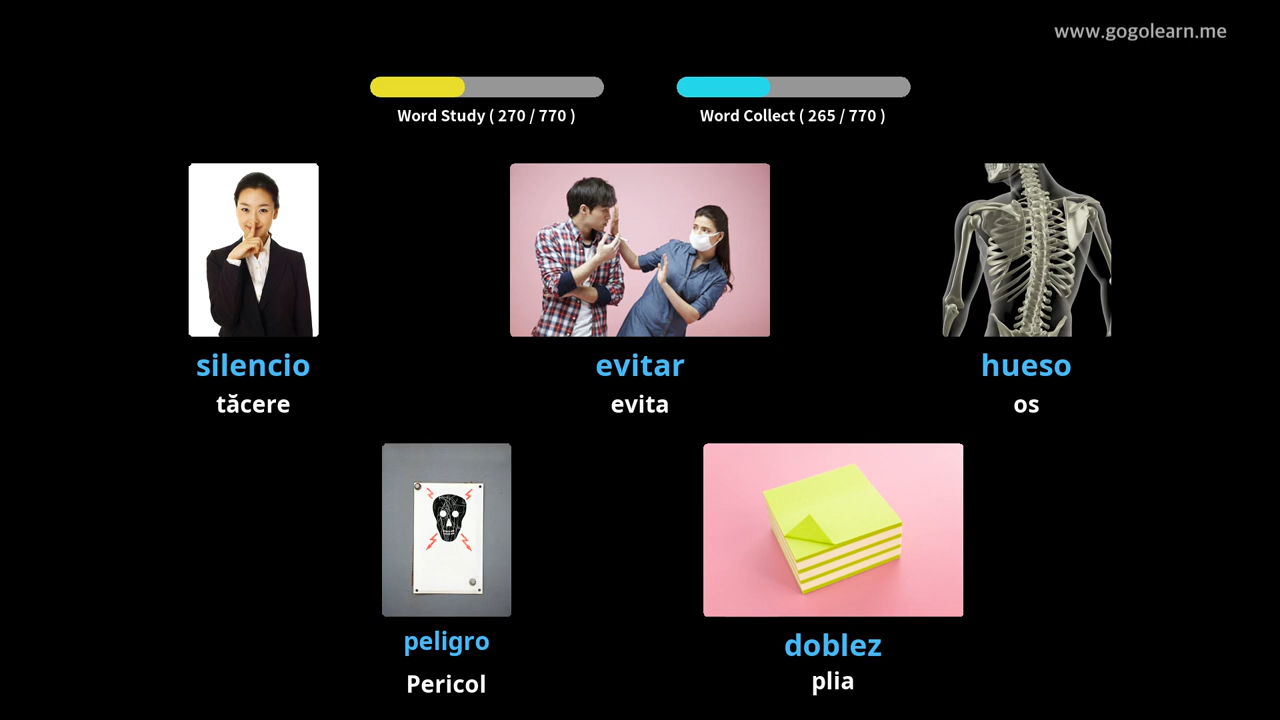 www.gogolearn.me
Word Study ( 270 / 770 )
Word Collect ( 265 / 770 )
silencio
tăcere
evitar
evita
hueso
os
peligro
Pericol
doblez
plia